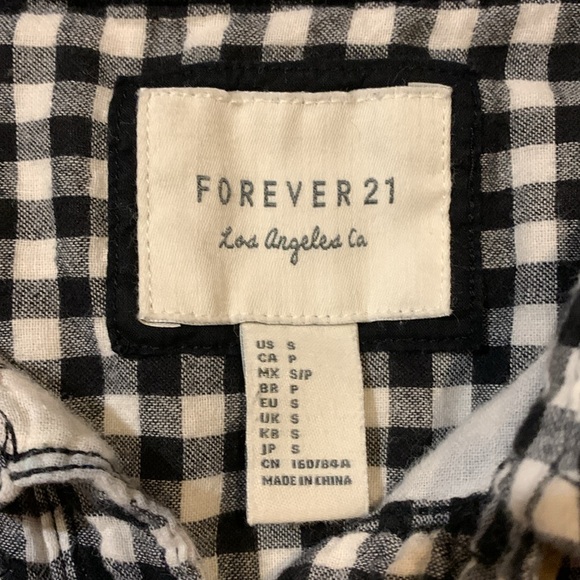 FOREVER 21
Los Angeles Ca
US S
CA P
MX S/P
BR P
EU S
UK S
KR S
JP S
CN 160/84A
MADE IN CHINA